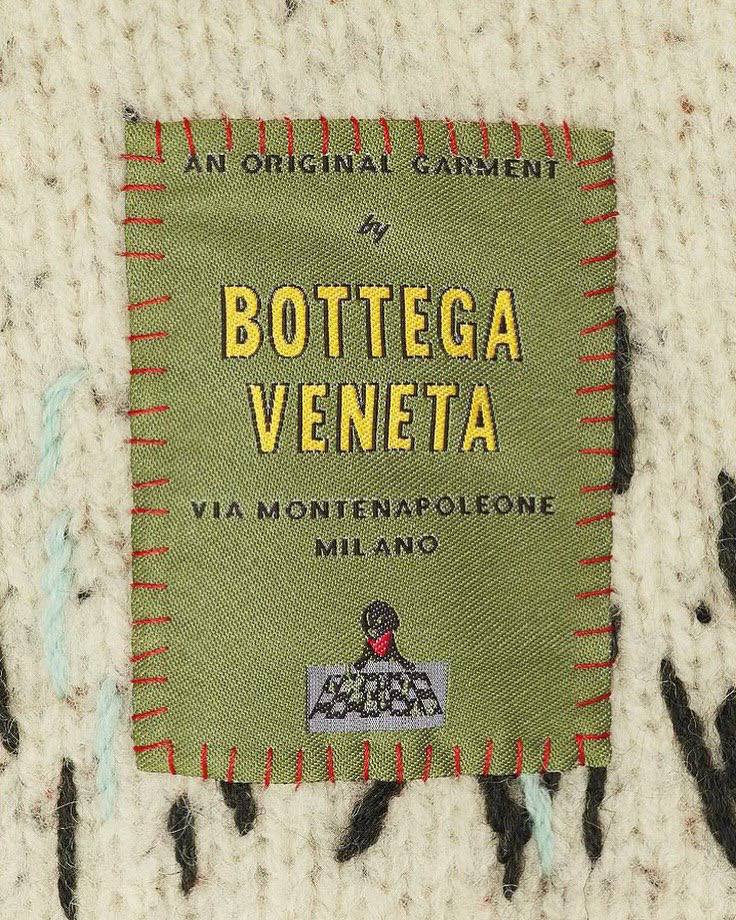 AN ORIGINAL GARMENT
by
BOTTEGA
VENETA
VIA MONTENAPOLEONE
MILANO